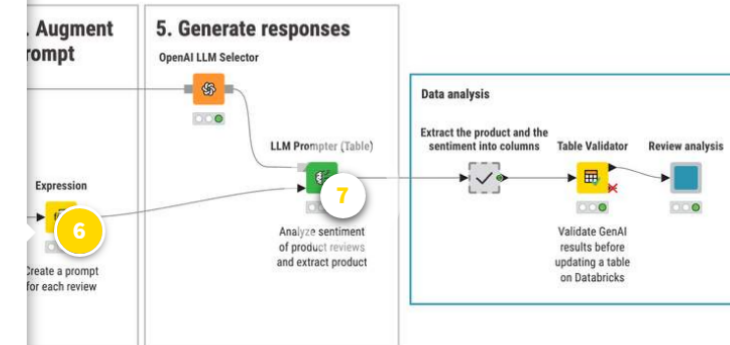 . Augment
rompt
5. Generate responses
OpenAI LLM Selector
Data analysis
LLM Prompter (Table)
Extract the product and the
sentiment into columns
Table Validator
Review analysis
Expression
7
6
Analyze sentiment
of product reviews
and extract product
Validate GenAI
results before
updating a table
on Databricks
Create a prompt
for each review